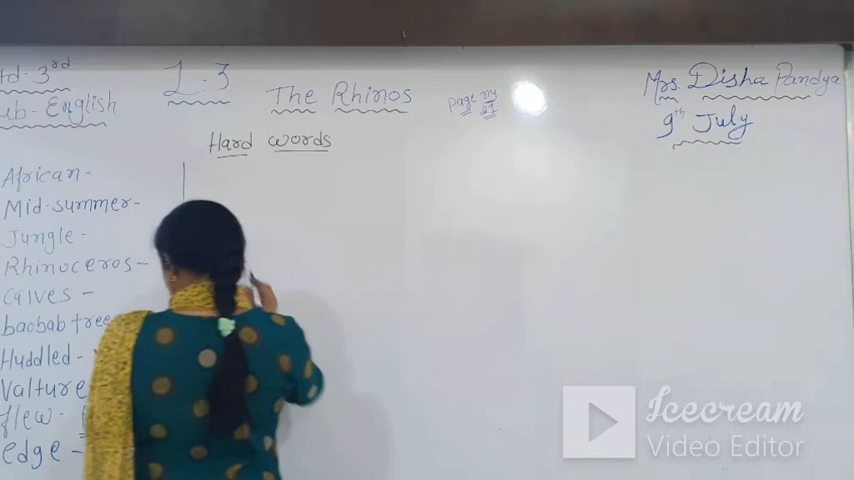 td-3rd
ub-English
L-3
The Rhinos
Page
Mrs. Disha Pandya
9th July
Hard words
African-
Mid-summer-
Jungle-
Rhinoceros-
calves-
baobab tree
Huddled-
Valture
flew-
edge-
Icecream
Video Editor